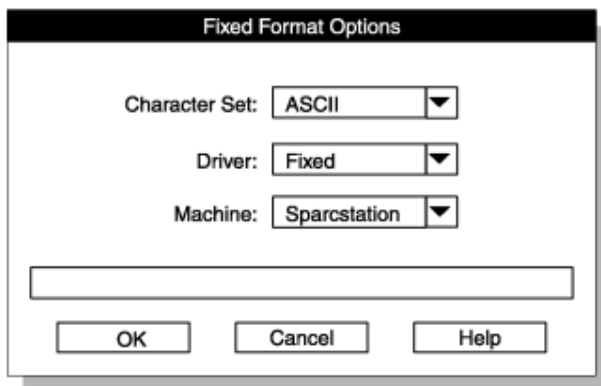 Fixed Format Options
Character Set: ASCII
Driver: Fixed
Machine: Sparcstation
OK Cancel Help